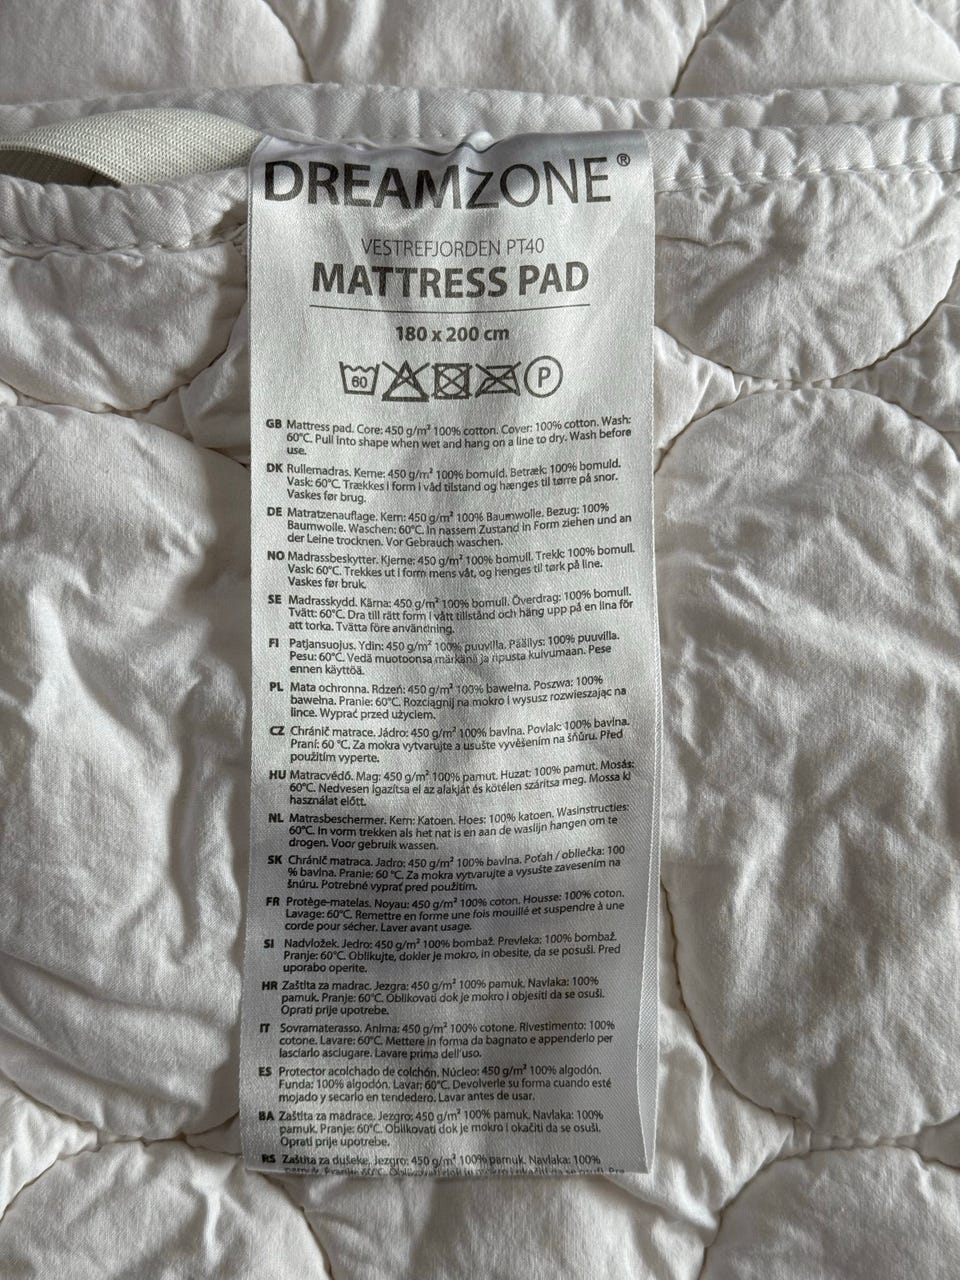 DREAMZONE®
VESTREFJORDEN PT40
MATTRESS PAD
180 x 200 cm
60 P
GB Mattress pad. Core: 450 g/m² 100% cotton. Cover: 100% cotton. Wash:
60°C. Pull into shape when wet and hang on a line to dry. Wash before
use.
DK Rullemadras. Kerne: 450 g/m² 100% bomuld. Betræk: 100% bomuld.
Vask: 60°C. Trækkes i form i våd tilstand og hænges til tørre på snor.
Vaskes før brug.
DE Matratzenauflage. Kern: 450 g/m² 100% Baumwolle. Bezug: 100%
Baumwolle. Waschen: 60°C. In nassem Zustand in Form ziehen und an
der Leine trocknen. Vor Gebrauch waschen.
NO Madrassbeskytter. Kjerne: 450 g/m² 100% bomull. Trekk: 100% bomull.
Vask: 60°C. Trekkes ut i form mens våt, og henges til tørk på line.
Vaskes før bruk.
SE Madrasskydd. Kärna: 450 g/m² 100% bomull. Överdrag: 100% bomull.
Tvätt: 60°C. Dra till rätt form i vått tillstånd och häng upp på en lina för
att torka. Tvätta före användning.
FI Patjansuojus. Ydin: 450 g/m² 100% puuvilla. Päällys: 100% puuvilla.
Pesu: 60°C. Vedä muotoonsa märkänä ja ripusta kuivumaan. Pese
ennen käyttöä.
PL Mata ochronna. Rdzeń: 450 g/m² 100% bawełna. Poszwa: 100%
bawełna. Pranie: 60°C. Rozciągnij na mokro i wysusz rozwieszając na
lince. Wyprać przed użyciem.
CZ Chránič matrace. Jádro: 450 g/m² 100% bavlna. Povlak: 100% bavlna.
Praní: 60 °C. Za mokra vytvarujte a usušte vyvěšením na šňůru. Před
použitím vyperte.
HU Matracvédő. Mag: 450 g/m² 100% pamut. Huzat: 100% pamut. Mosás:
60°C. Nedvesen igazítsa el az alakját és kötélen szárítsa meg. Mossa ki
használat előtt.
NL Matrasbeschermer. Kern: Katoen. Hoes: 100% katoen. Wasinstructies:
60°C. In vorm trekken als het nat is en aan de waslijn hangen om te
drogen. Voor gebruik wassen.
SK Chránič matraca. Jadro: 450 g/m² 100% bavlna. Poťah / obliečka: 100
% bavlna. Pranie: 60 °C. Za mokra vytvarujte a vysušte zavesením na
šnúru. Potrebné vyprať pred použitím.
FR Protège-matelas. Noyau: 450 g/m² 100% coton. Housse: 100% coton.
Lavage: 60°C. Remettre en forme une fois mouillé et suspendre à une
corde pour sécher. Laver avant usage.
SI Nadvložek. Jedro: 450 g/m² 100% bombaž. Prevleka: 100% bombaž.
Pranje: 60°C. Oblikujte, dokler je mokro, in obesite, da se posuši. Pred
uporabo operite.
HR Zaštita za madrac. Jezgra: 450 g/m² 100% pamuk. Navlaka: 100%
pamuk. Pranje: 60°C. Oblikovati dok je mokro i objesiti da se osuši.
Oprati prije upotrebe.
IT Sovramaterasso. Anima: 450 g/m² 100% cotone. Rivestimento: 100%
cotone. Lavare: 60°C. Mettere in forma da bagnato e appenderlo per
lasciarlo asciugare. Lavare prima dell'uso.
ES Protector acolchado de colchón. Núcleo: 450 g/m² 100% algodón.
Funda: 100% algodón. Lavar: 60°C. Devolverle su forma cuando esté
mojado y secarlo en tendedero. Lavar antes de usar.
BA Zaštita za madrace. Jezgro: 450 g/m² 100% pamuk. Navlaka: 100%
pamuk. Pranje: 60°C. Oblikovati dok je mokro i okačiti da se osuši.
Oprati prije upotrebe.
RS Zaštita za dušeke. Jezgro: 450 g/m² 100% pamuk. Navlaka: 100%